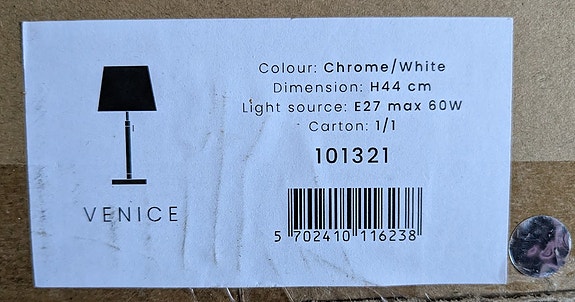 Colour: Chrome/White
Dimension: H44 cm
Light source: E27 max 60W
Carton: 1/1
101321
VENICE
5 702410 116238